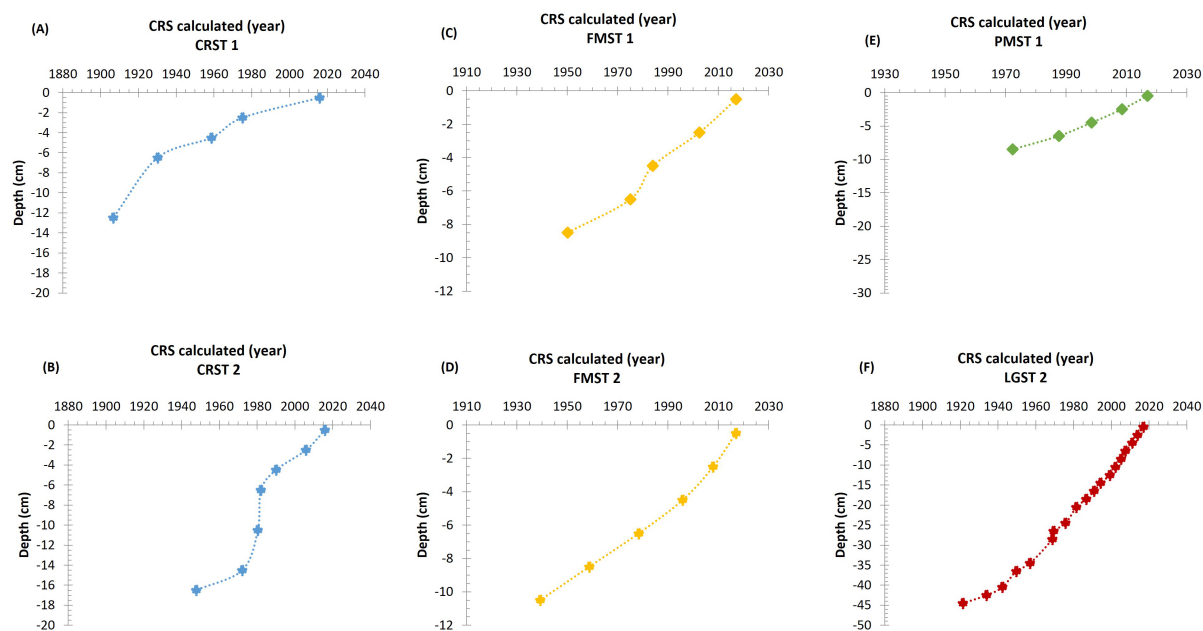 (A)
CRS calculated (year)
CRST 1
1880 1900 1920 1940 1960 1980 2000 2020 2040
0
-2
-4
-6
-8
-10
-12
-14
-16
-18
-20
Depth (cm)
(C)
CRS calculated (year)
FMST 1
1910 1930 1950 1970 1990 2010 2030
0
-2
-4
-6
-8
-10
-12
Depth (cm)
(E)
CRS calculated (year)
PMST 1
1930 1950 1970 1990 2010 2030
0
-5
-10
-15
-20
-25
-30
Depth (cm)
(B)
CRS calculated (year)
CRST 2
1880 1900 1920 1940 1960 1980 2000 2020 2040
0
-2
-4
-6
-8
-10
-12
-14
-16
-18
-20
Depth (cm)
(D)
CRS calculated (year)
FMST 2
1910 1930 1950 1970 1990 2010 2030
0
-2
-4
-6
-8
-10
-12
Depth (cm)
(F)
CRS calculated (year)
LGST 2
1880 1900 1920 1940 1960 1980 2000 2020 2040
0
-5
-10
-15
-20
-25
-30
-35
-40
-45
-50
Depth (cm)